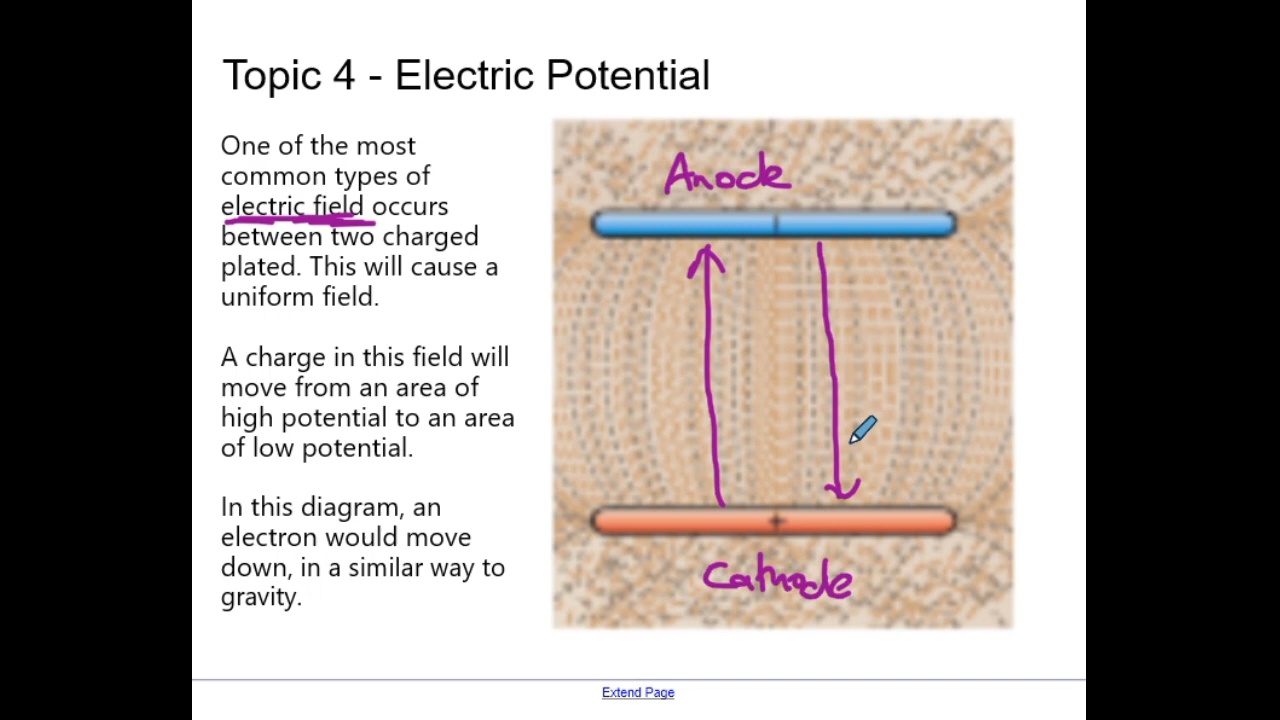 Topic 4 - Electric Potential
One of the most
common types of
electric field occurs
between two charged
plated. This will cause a
uniform field.
A charge in this field will
move from an area of
high potential to an area
of low potential.
In this diagram, an
electron would move
down, in a similar way to
gravity.
Anode
+
Cathode
Extend Page